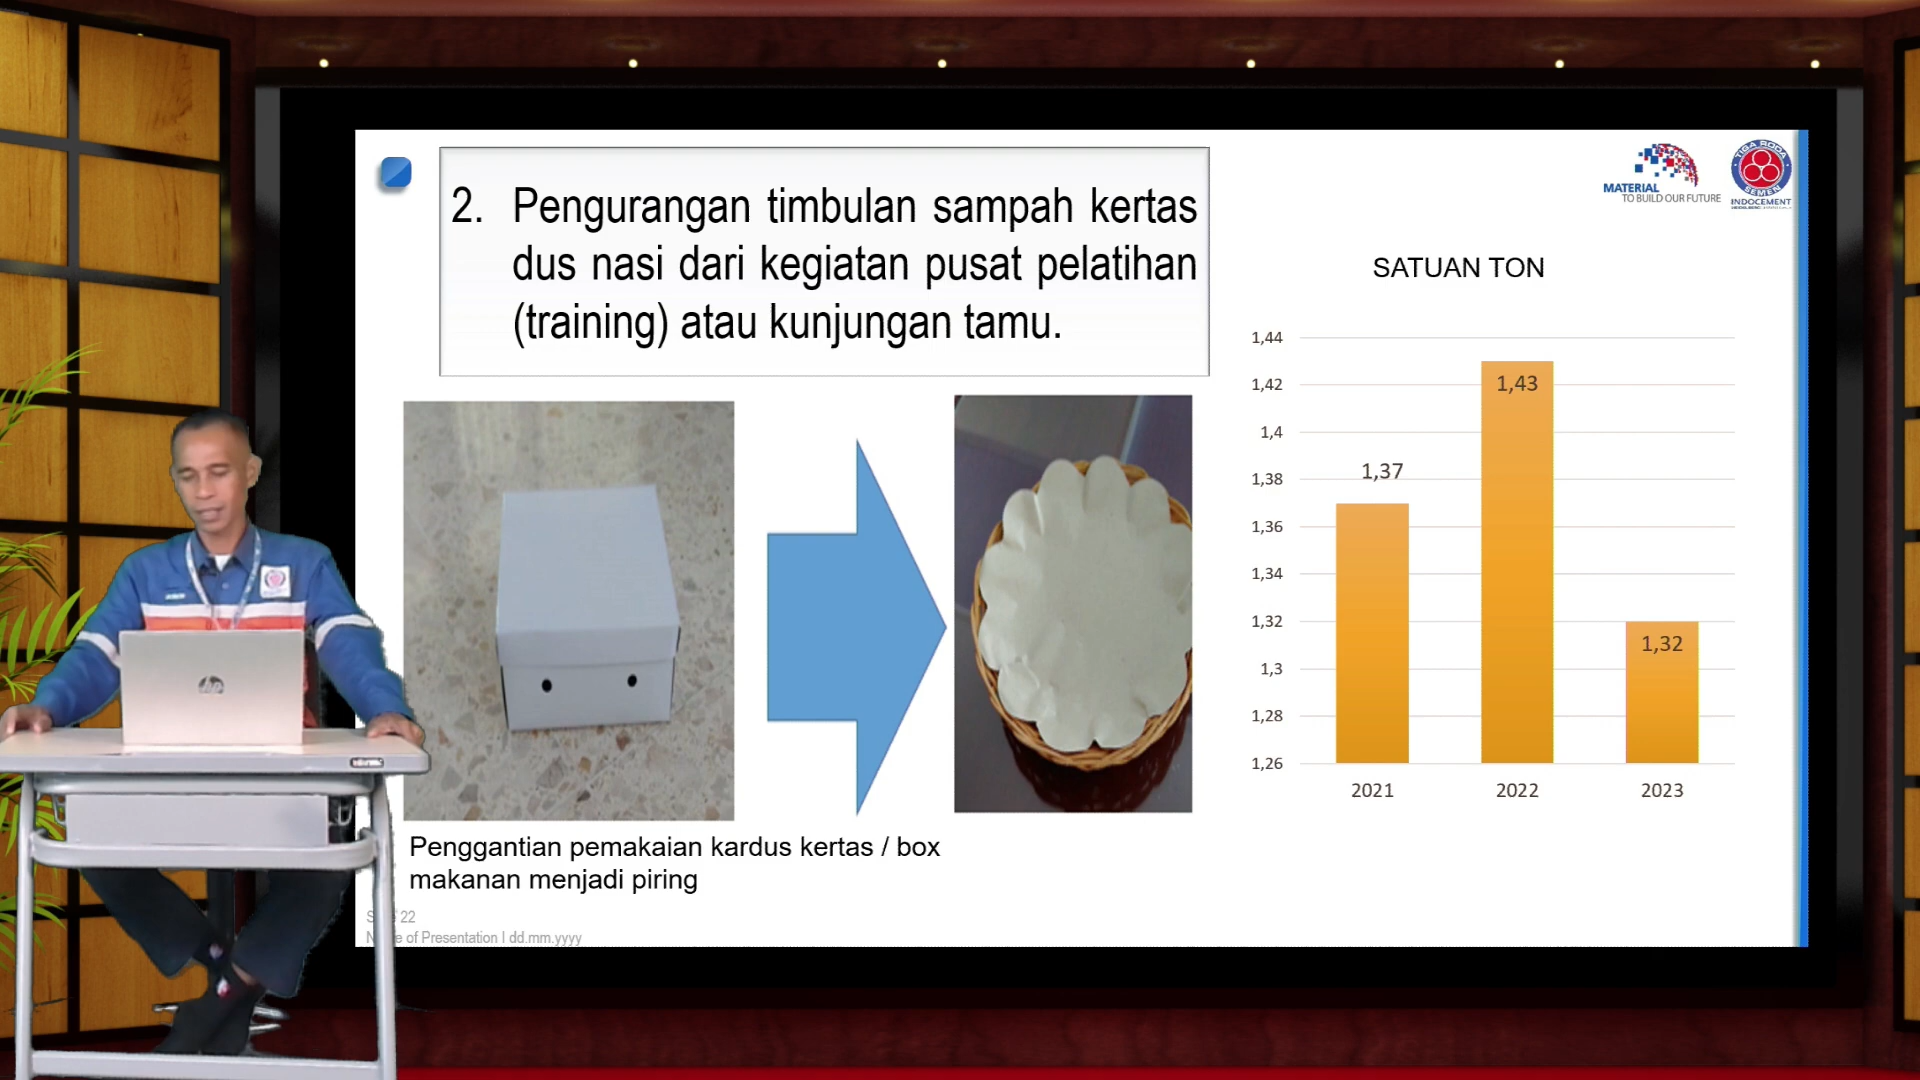 2. Pengurangan timbulan sampah kertas
dus nasi dari kegiatan pusat pelatihan
(training) atau kunjungan tamu.
MATERIAL
TO BUILD OUR FUTURE
TIGA RODA
SEMEN
INDOCEMENT
SATUAN TON
1,44
1,42
1,4
1,38
1,36
1,34
1,32
1,3
1,28
1,26
1,37
1,43
1,32
2021
2022
2023
Penggantian pemakaian kardus kertas / box
makanan menjadi piring
22
of Presentation I dd.mm.yyyy
hp